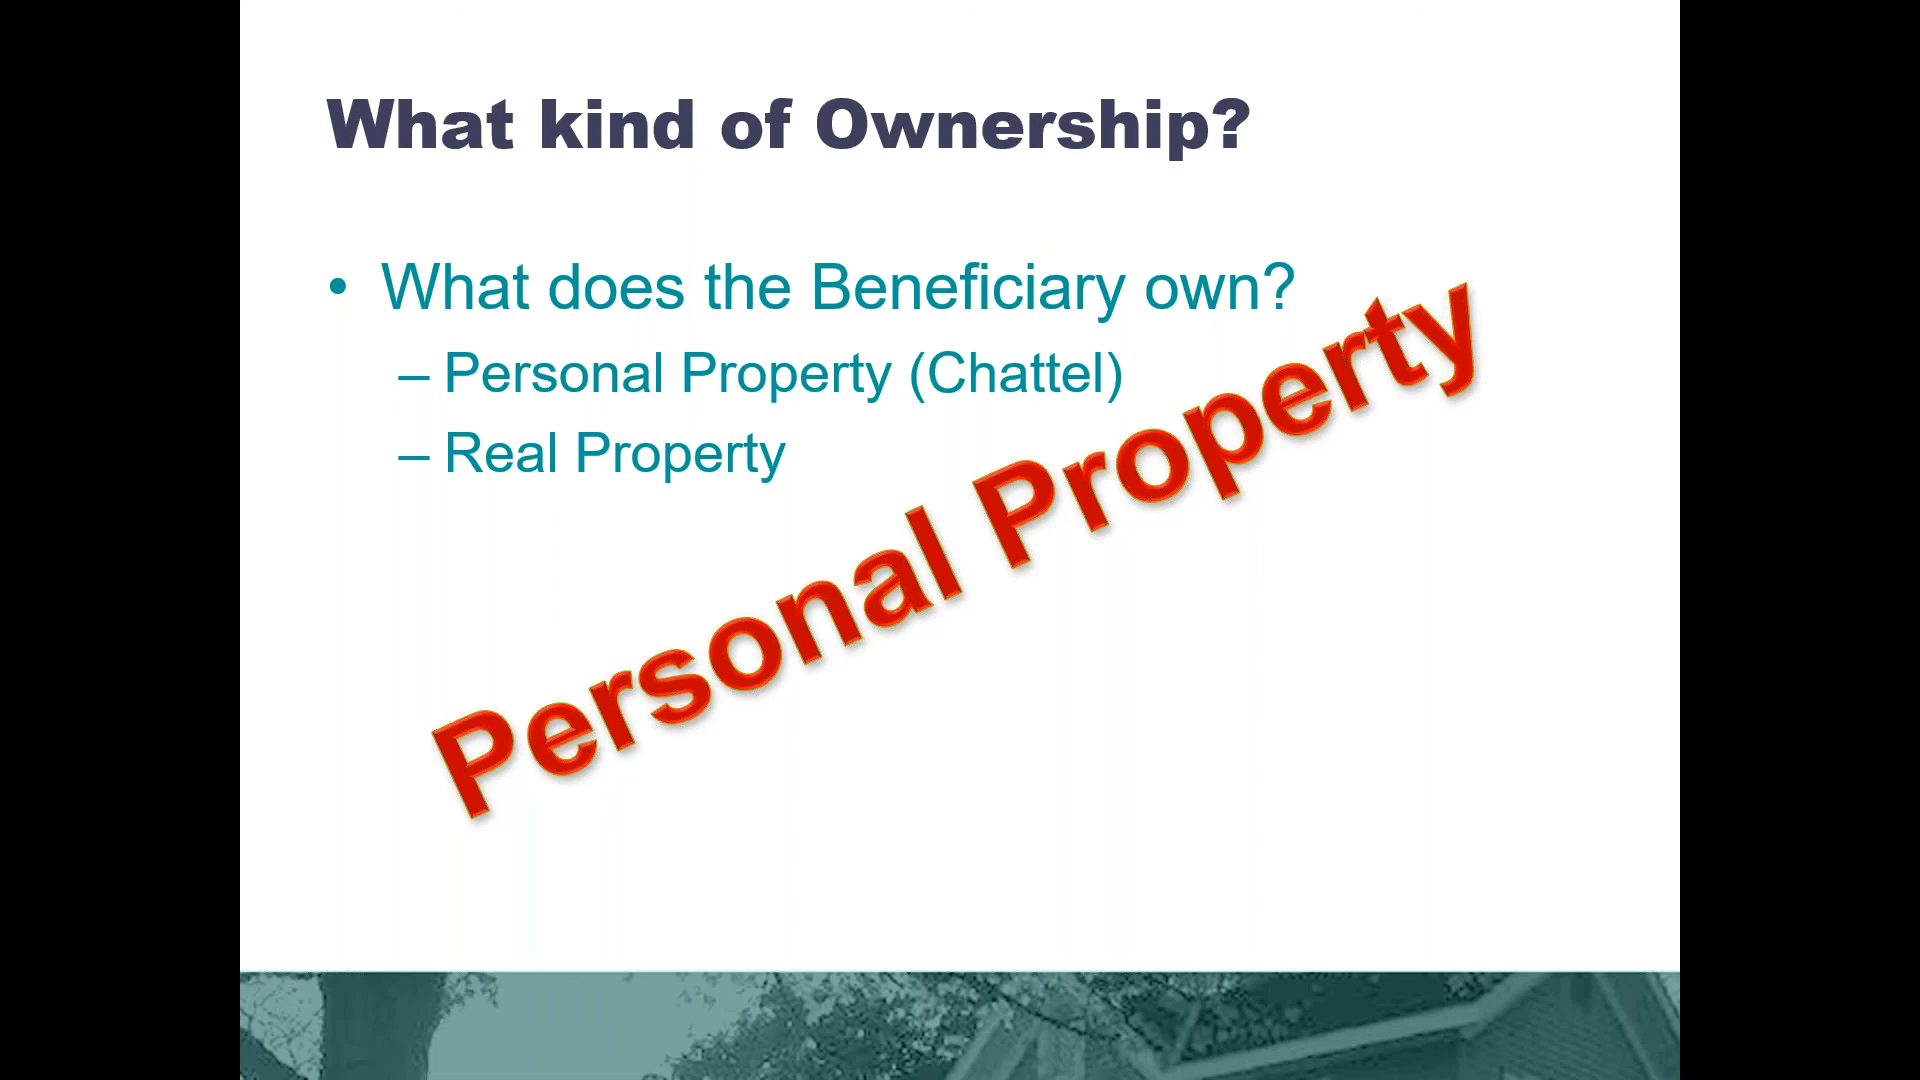 What kind of Ownership?
• What does the Beneficiary own?
– Personal Property (Chattel)
– Real Property
Personal Property